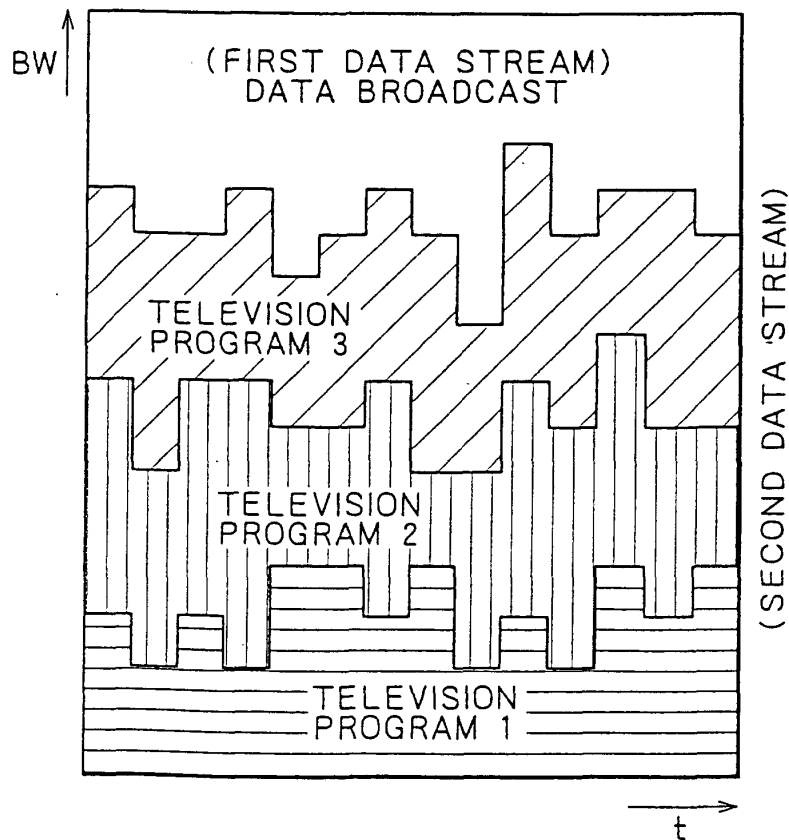 BW
(FIRST DATA STREAM)
DATA BROADCAST
TELEVISION
PROGRAM 3
TELEVISION
PROGRAM 2
TELEVISION
PROGRAM 1
(SECOND DATA STREAM)
t